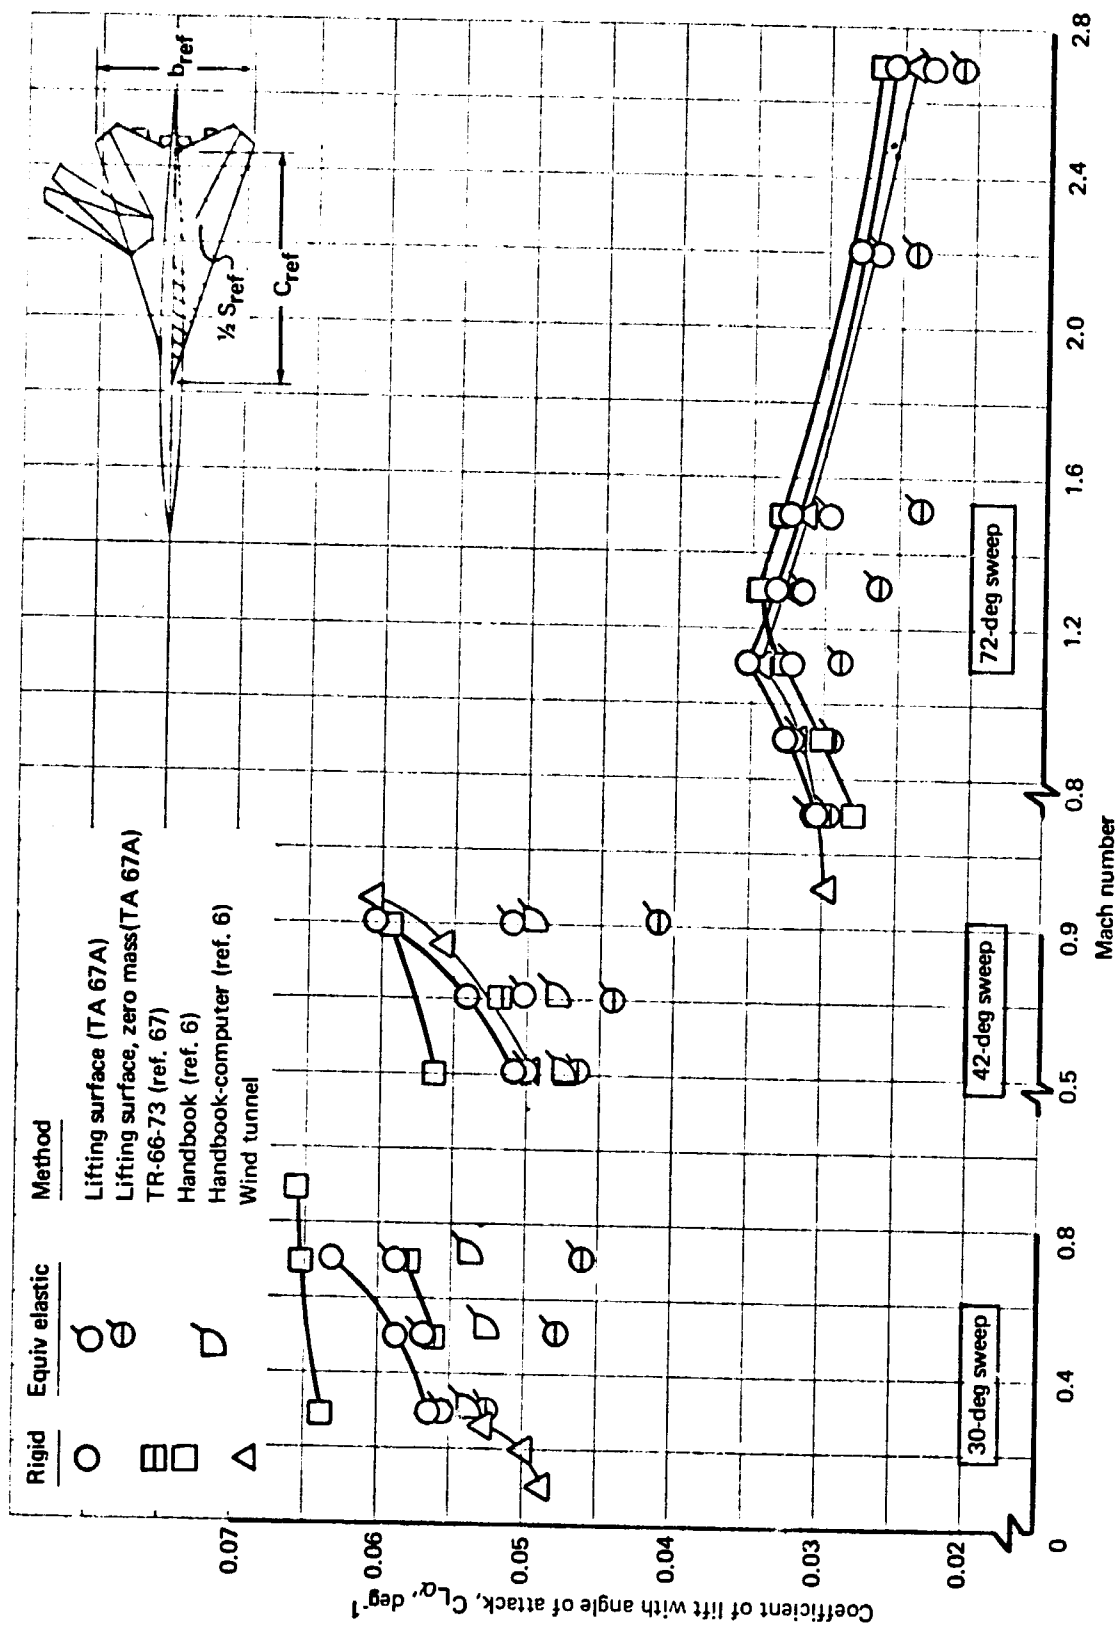 Rigid Equiv elastic Method
Lifting surface (TA 67A)
Lifting surface, zero mass(TA 67A)
TR-66-73 (ref. 67)
Handbook (ref. 6)
Handbook-computer (ref. 6)
Wind tunnel
bref
½ Sref
Cref
Coefficient of lift with angle of attack, CLα, deg-1
0.07
0.06
0.05
0.04
0.03
0.02
30-deg sweep
42-deg sweep
72-deg sweep
0 0.4 0.8 0.5 0.9 0.8 1.2 1.6 2.0 2.4 2.8
Mach number